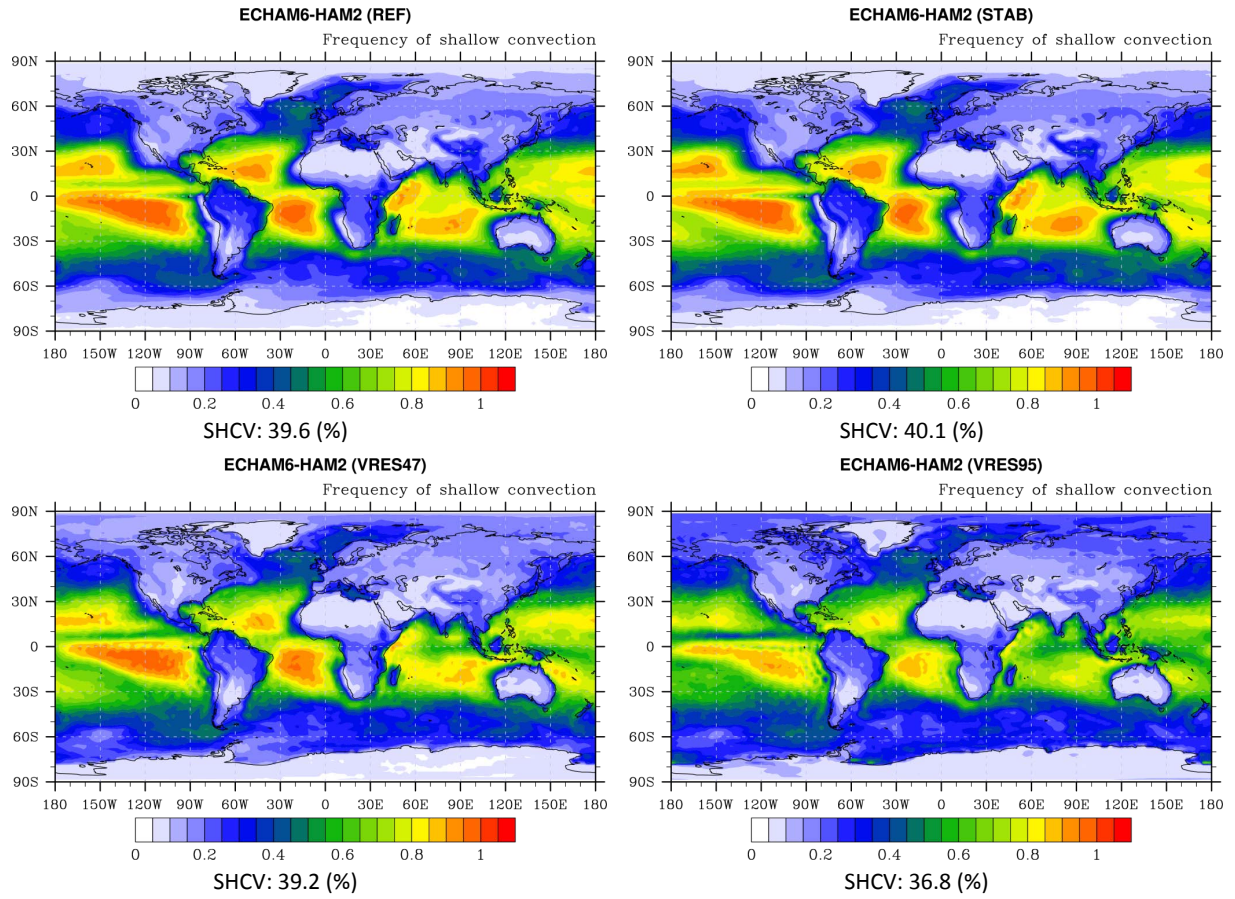 ECHAM6-HAM2 (REF)
Frequency of shallow convection
90N
60N
30N
0
30S
60S
90S
180 150W 120W 90W 60W 30W 0 30E 60E 90E 120E 150E 180
0 0.2 0.4 0.6 0.8 1
SHCV: 39.6 (%)
ECHAM6-HAM2 (STAB)
Frequency of shallow convection
90N
60N
30N
0
30S
60S
90S
180 150W 120W 90W 60W 30W 0 30E 60E 90E 120E 150E 180
0 0.2 0.4 0.6 0.8 1
SHCV: 40.1 (%)
ECHAM6-HAM2 (VRES47)
Frequency of shallow convection
90N
60N
30N
0
30S
60S
90S
180 150W 120W 90W 60W 30W 0 30E 60E 90E 120E 150E 180
0 0.2 0.4 0.6 0.8 1
SHCV: 39.2 (%)
ECHAM6-HAM2 (VRES95)
Frequency of shallow convection
90N
60N
30N
0
30S
60S
90S
180 150W 120W 90W 60W 30W 0 30E 60E 90E 120E 150E 180
0 0.2 0.4 0.6 0.8 1
SHCV: 36.8 (%)